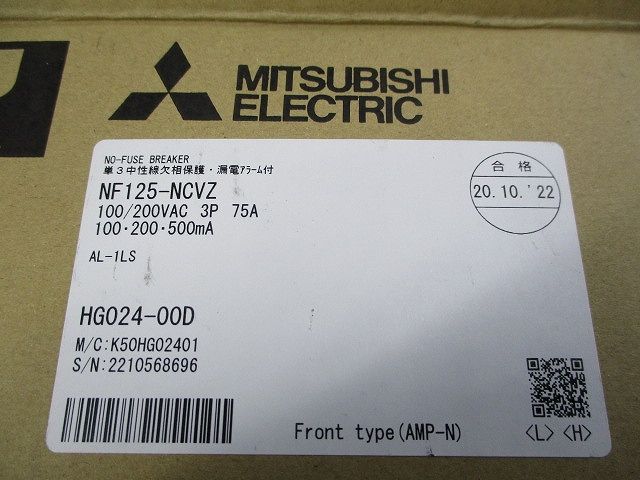 MITSUBISHI
ELECTRIC
NO-FUSE BREAKER
単3中性線欠相保護・漏電アラーム付
NF125-NCVZ
100/200VAC 3P 75A
100・200・500mA
AL-1LS
合格
20.10.'22
HG024-00D
M/C:K50HG02401
S/N:2210568696
Front type(AMP-N)
〈L〉 〈H〉